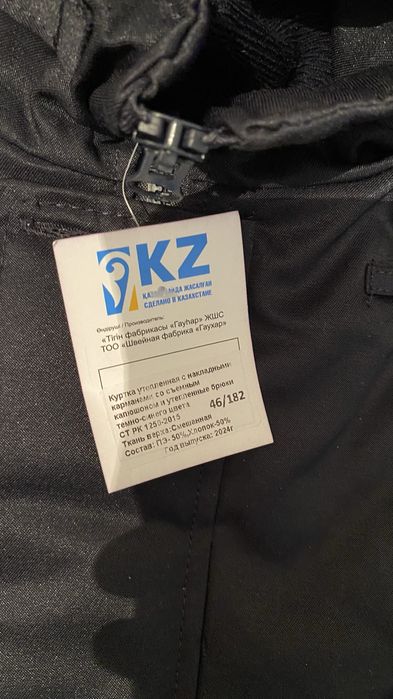 KZ
ҚАЗАҚСТАНДА ЖАСАЛҒАН
СДЕЛАНО В КАЗАХСТАНЕ
Өндіруші / Производитель:
«Тігін фабрикасы «Гауһар» ЖШС
ТОО «Швейная фабрика «Гаухар»
Куртка утепленная с накладными
карманами со съемным
капюшоном и утепленные брюки
темно-синего цвета 46/182
СТ РК 1259-2015
Ткань верха:Смешанная
Состав: ПЭ- 50%,Хлопок-50%
Год выпуска: 2024г